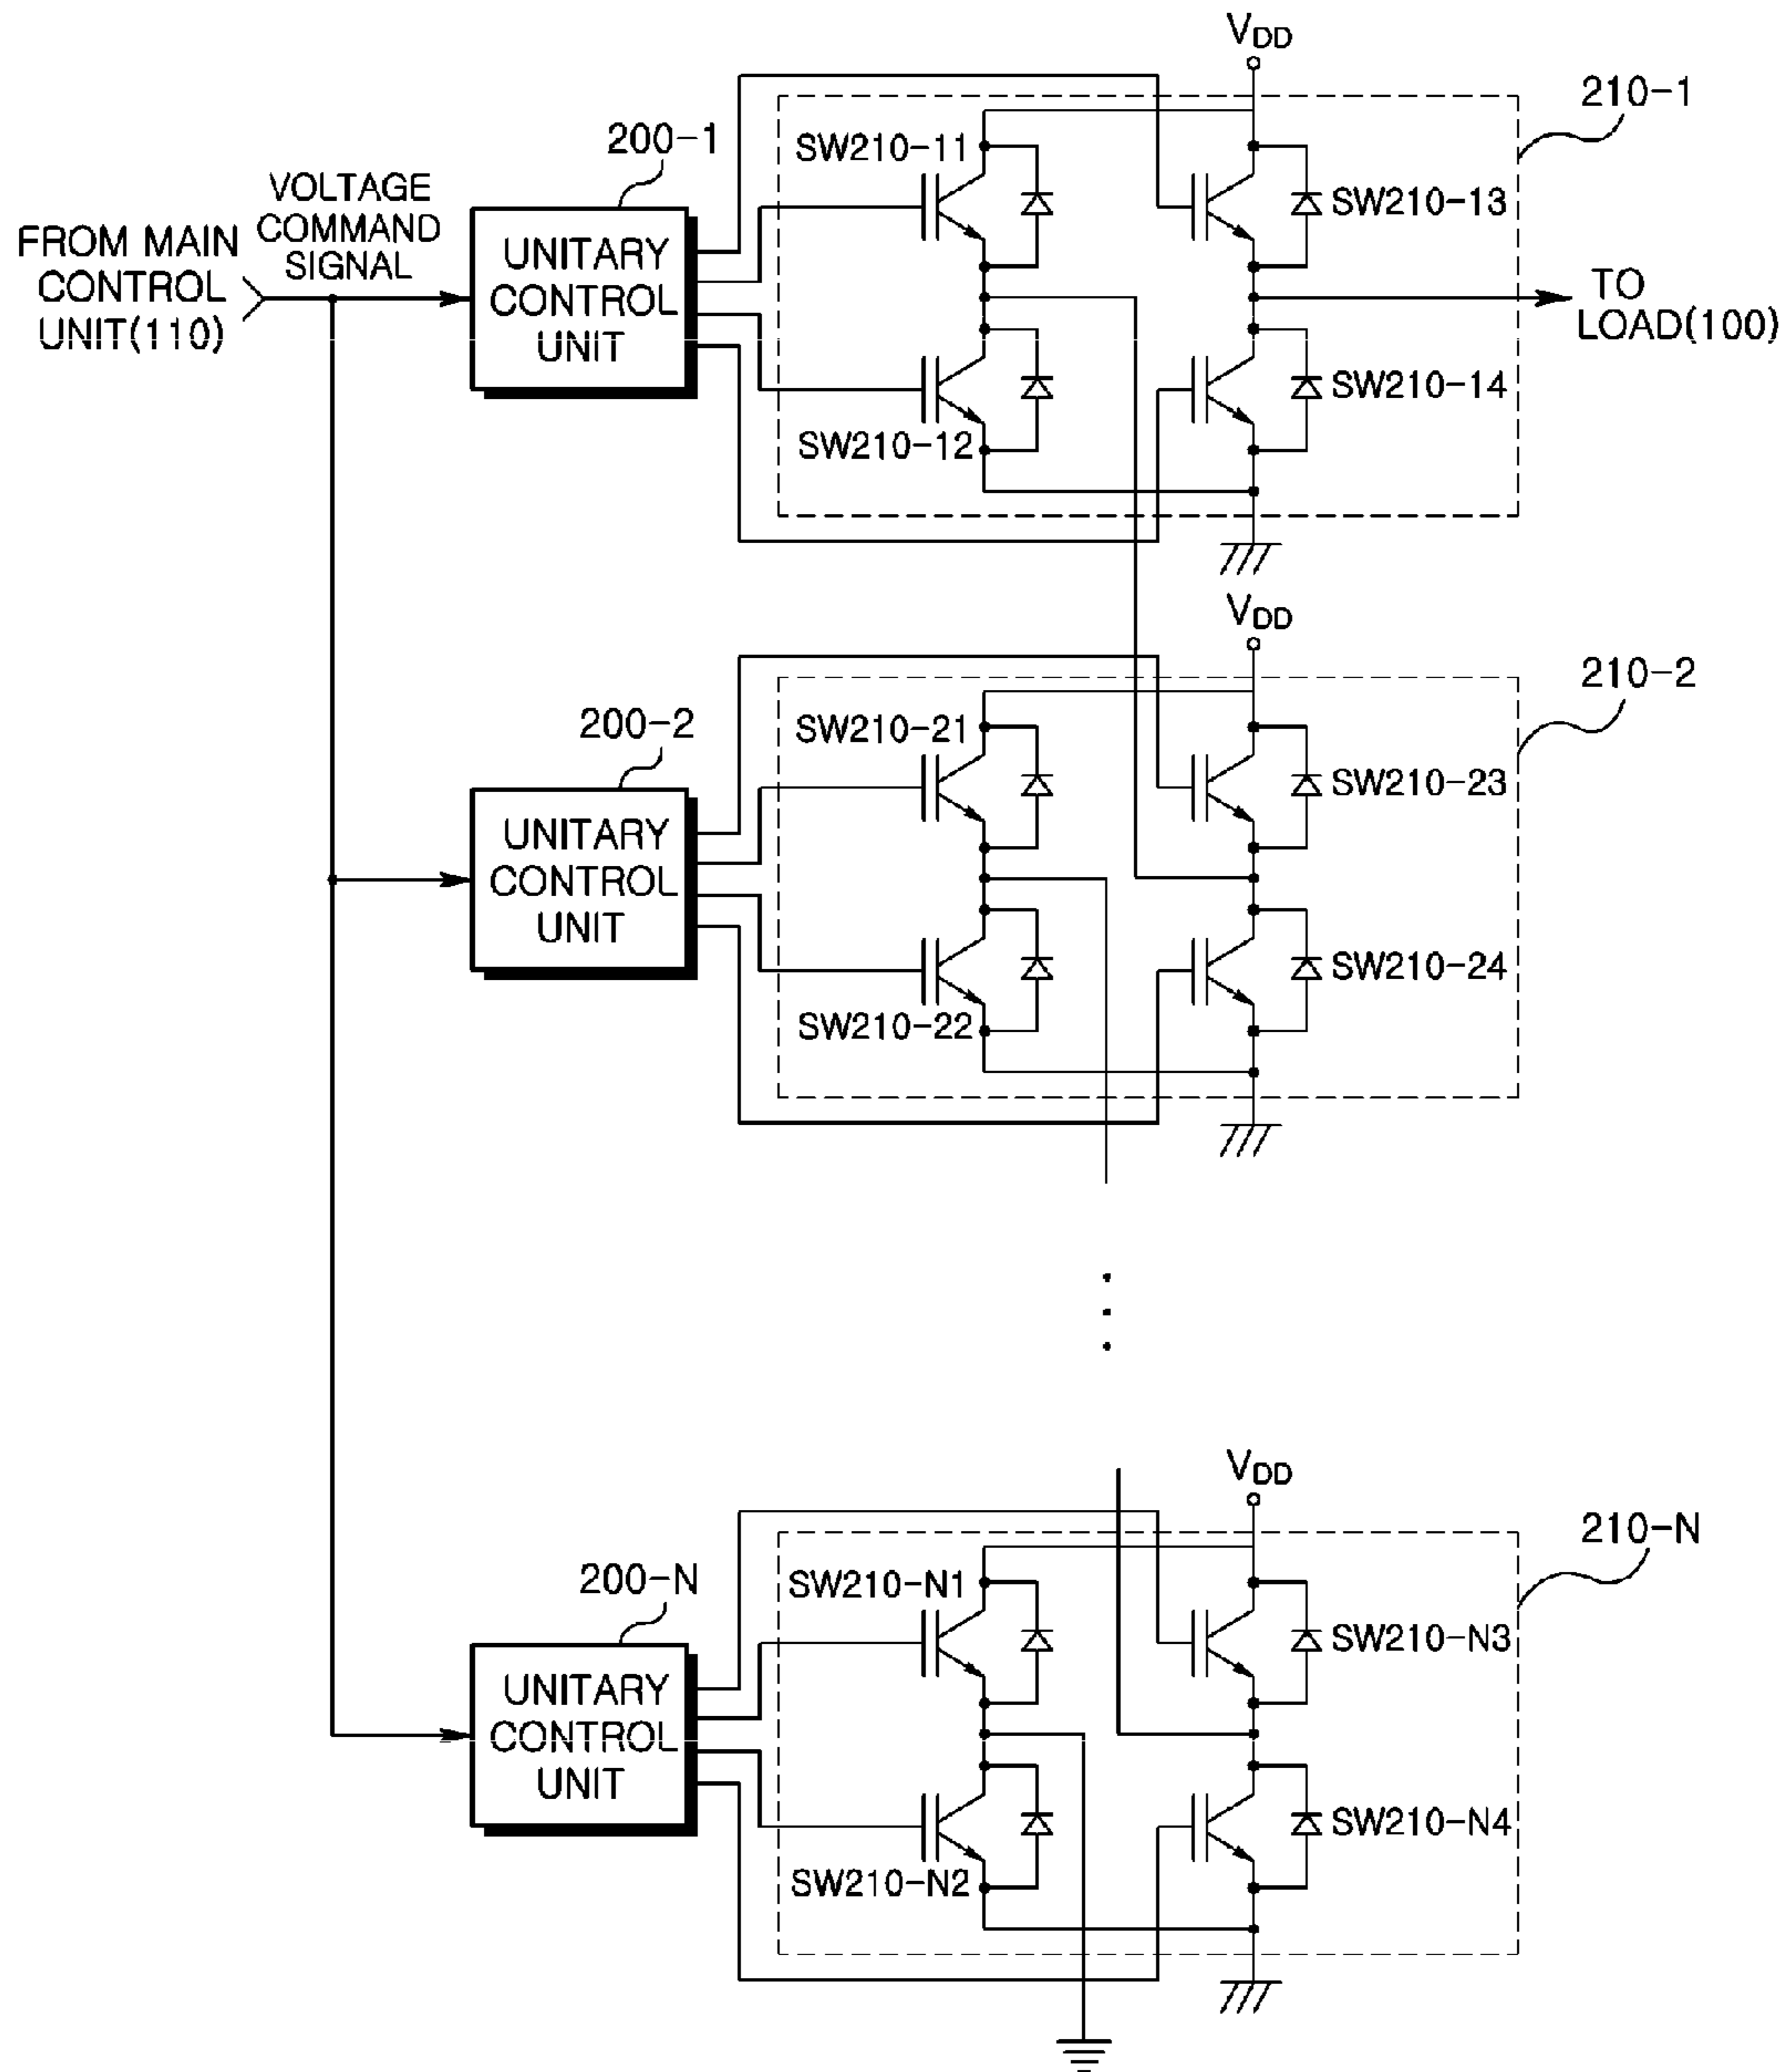 VDD
210-1
200-1
SW210-11
VOLTAGE
COMMAND
SIGNAL
FROM MAIN
CONTROL
UNIT(110)
UNITARY
CONTROL
UNIT
SW210-13
TO
LOAD(100)
SW210-14
SW210-12
VDD
210-2
200-2
SW210-21
UNITARY
CONTROL
UNIT
SW210-23
SW210-24
SW210-22
VDD
210-N
200-N
SW210-N1
UNITARY
CONTROL
UNIT
SW210-N3
SW210-N4
SW210-N2